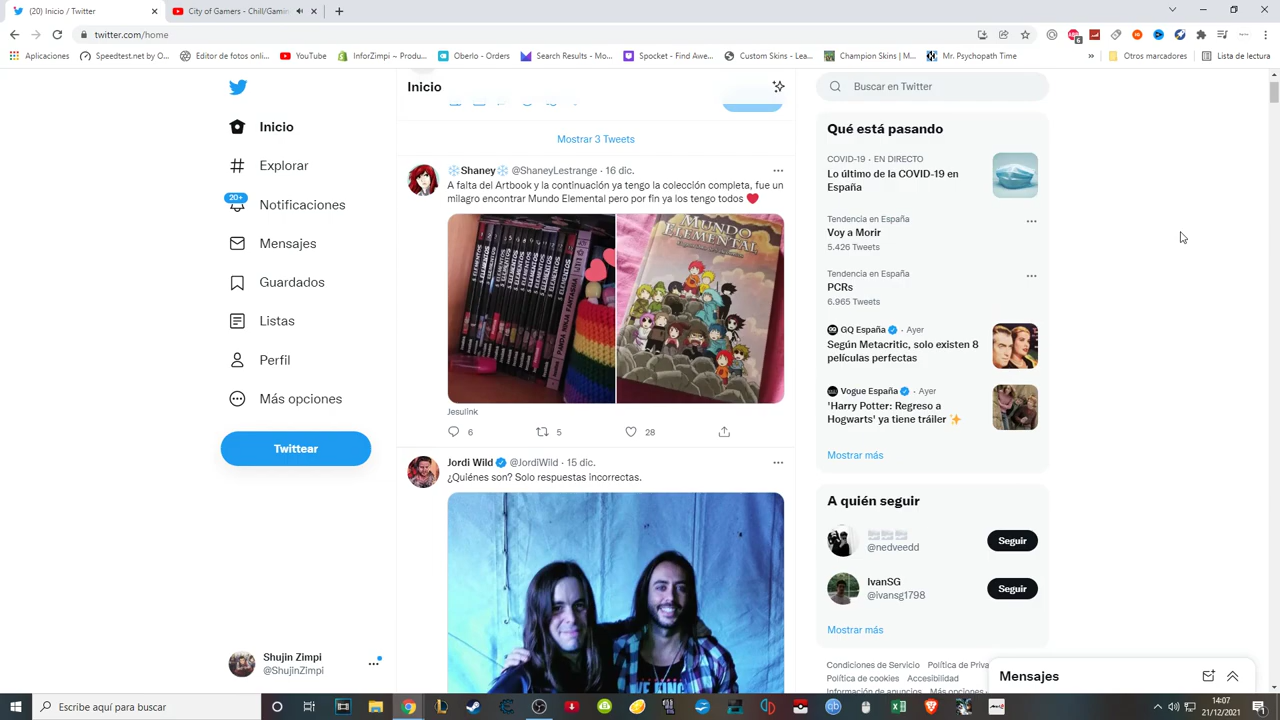 (20) Inicio / Twitter
City of Gamers - Chill/Gamin
twitter.com/home
Aplicaciones
Speedtest.net by O...
Editor de fotos onli...
YouTube
InforZimpi ~ Produ...
Oberlo - Orders
Search Results - Mo...
Spocket - Find Awe...
Custom Skins - Lea...
Champion Skins | M...
Mr. Psychopath Time
»
Otros marcadores
Lista de lectura
Inicio
Explorar
20+
Notificaciones
Mensajes
Guardados
Listas
Perfil
Más opciones
Twittear
Shujin Zimpi
@ShujinZimpi
Inicio
Mostrar 3 Tweets
Shaney @ShaneyLestrange · 16 dic.
A falta del Artbook y la continuación ya tengo la colección completa, fue un
milagro encontrar Mundo Elemental pero por fin ya los tengo todos ❤️
5 ELEMENTOS
PANDA NINJA FANTASY
MUNDO
ELEMENTAL
Jesulink
6
5
28
Jordi Wild @JordiWild · 15 dic.
¿Quiénes son? Solo respuestas incorrectas.
Buscar en Twitter
Qué está pasando
COVID-19 · EN DIRECTO
Lo último de la COVID-19 en
España
Tendencia en España
Voy a Morir
5.426 Tweets
Tendencia en España
PCRs
6.965 Tweets
GQ España · Ayer
Según Metacritic, solo existen 8
películas perfectas
Vogue España · Ayer
'Harry Potter: Regreso a
Hogwarts' ya tiene tráiler ✨
Mostrar más
A quién seguir
@nedveedd
Seguir
IvanSG
@ivansg1798
Seguir
Mostrar más
Condiciones de Servicio Política de Priva
Política de cookies Accesibilidad
Información de anuncios Más opciones
Mensajes
Escribe aquí para buscar
14:07
21/12/2021